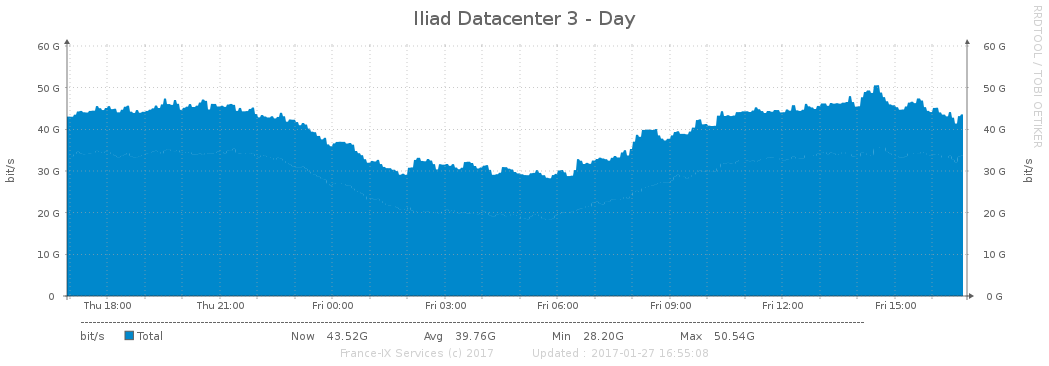 Iliad Datacenter 3 - Day
RRDTOOL / TOBI OETIKER
60 G 60 G
50 G 50 G
40 G 40 G
30 G 30 G
20 G 20 G
10 G 10 G
0 0 G
bit/s bit/s
Thu 18:00 Thu 21:00 Fri 00:00 Fri 03:00 Fri 06:00 Fri 09:00 Fri 12:00 Fri 15:00
bit/s Total Now 43.52G Avg 39.76G Min 28.20G Max 50.54G
France-IX Services (c) 2017 Updated : 2017-01-27 16:55:08